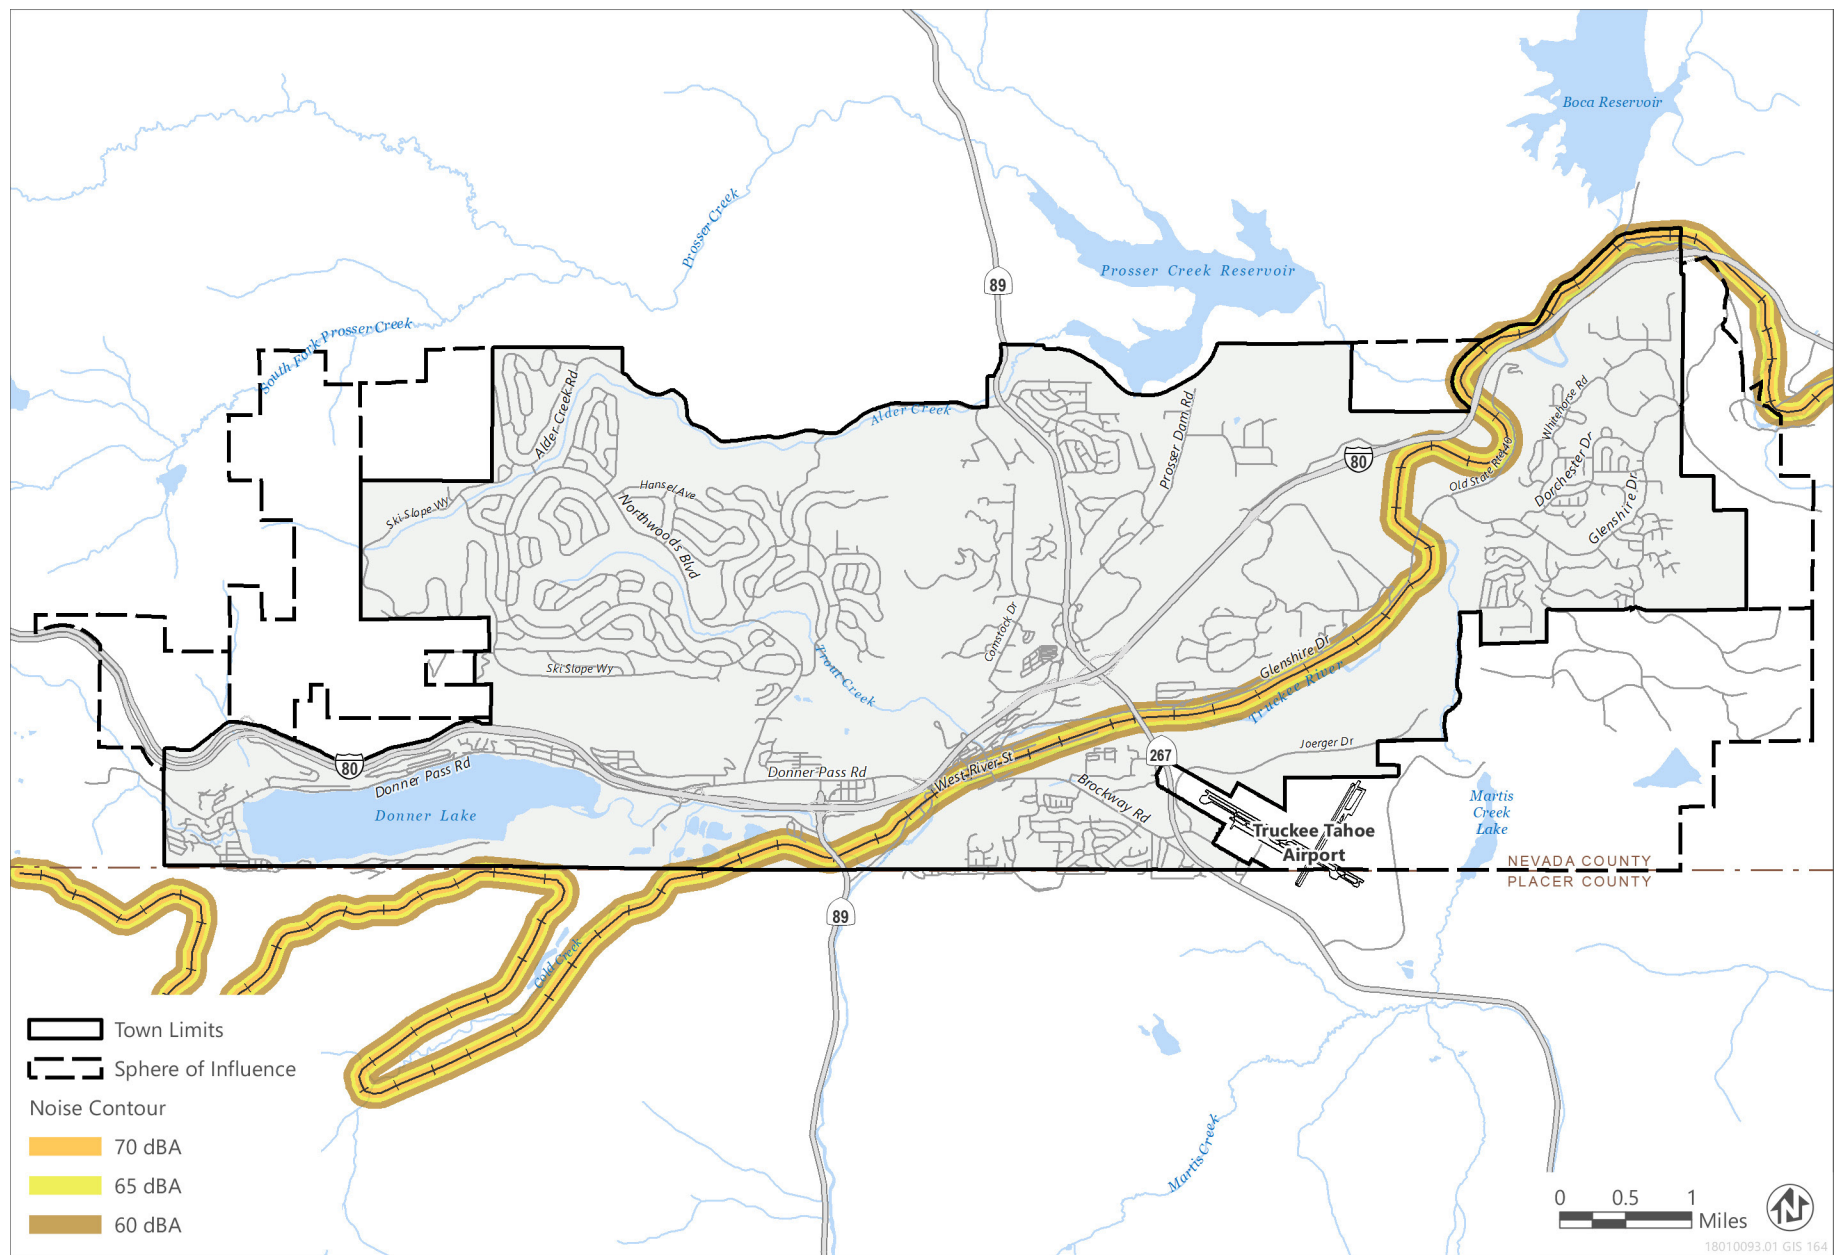 Boca Reservoir
Prosser Creek
Prosser Creek Reservoir
89
South Fork Prosser Creek
Alder Creek Rd
Alder Creek
Prosser Dam Rd
80
Whitehorse Rd
Old State Rte 40
Dorchester Dr
Glenshire Dr
Ski Slope Wy
Hansel Ave
Northwoods Blvd
Comstock Dr
Ski Slope Wy
Trout Creek
Glenshire Dr
Truckee River
Joerger Dr
267
80
Donner Pass Rd
Donner Pass Rd
West River St
Brockway Rd
Donner Lake
Martis
Creek
Lake
Truckee Tahoe
Airport
NEVADA COUNTY
PLACER COUNTY
89
Cold Creek
Martis Creek
Town Limits
Sphere of Influence
Noise Contour
70 dBA
65 dBA
60 dBA
0 0.5 1
Miles
N
18010093.01 GIS 164